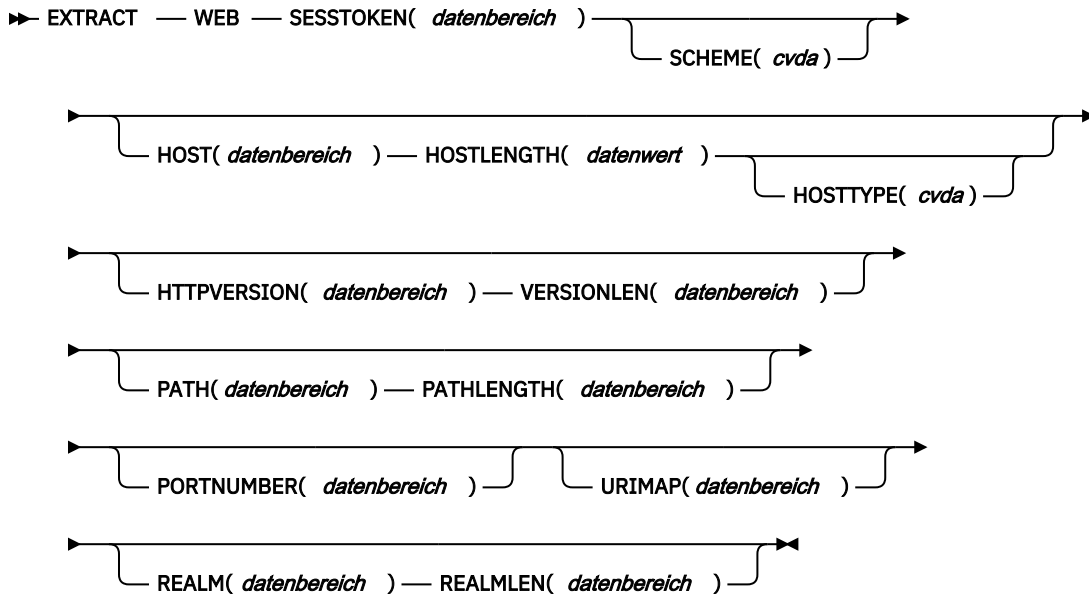 EXTRACT WEB SESSTOKEN( datenbereich )
SCHEME( cvda )
HOST( datenbereich ) HOSTLENGTH( datenwert )
HOSTTYPE( cvda )
HTTPVERSION( datenbereich ) VERSIONLEN( datenbereich )
PATH( datenbereich ) PATHLENGTH( datenbereich )
PORTNUMBER( datenbereich ) URIMAP( datenbereich )
REALM( datenbereich ) REALMLEN( datenbereich )